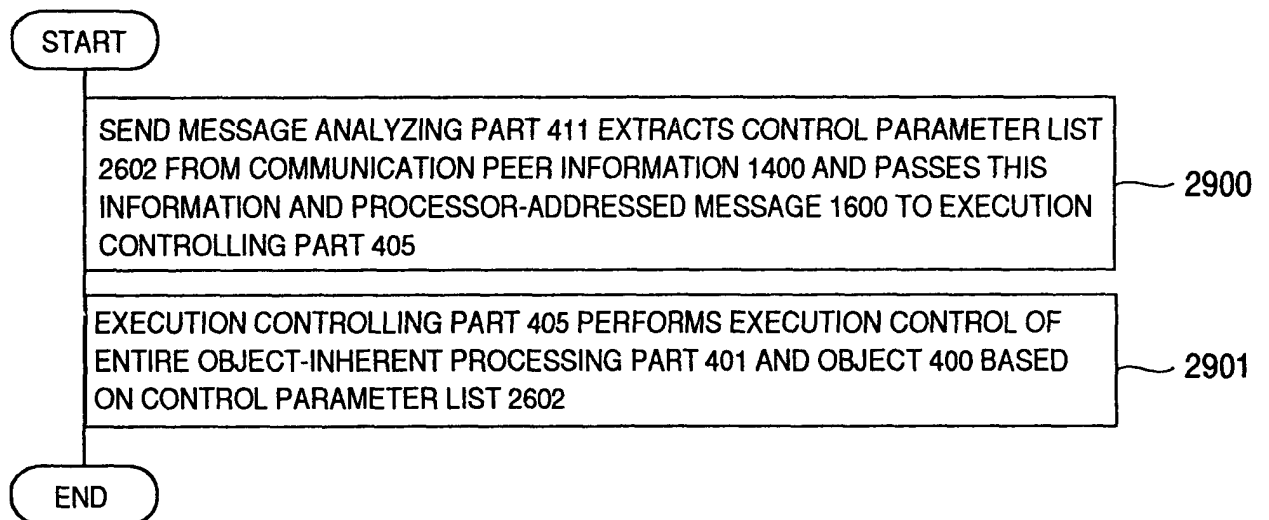 START
SEND MESSAGE ANALYZING PART 411 EXTRACTS CONTROL PARAMETER LIST
2602 FROM COMMUNICATION PEER INFORMATION 1400 AND PASSES THIS
INFORMATION AND PROCESSOR-ADDRESSED MESSAGE 1600 TO EXECUTION
CONTROLLING PART 405
2900
EXECUTION CONTROLLING PART 405 PERFORMS EXECUTION CONTROL OF
ENTIRE OBJECT-INHERENT PROCESSING PART 401 AND OBJECT 400 BASED
ON CONTROL PARAMETER LIST 2602
2901
END